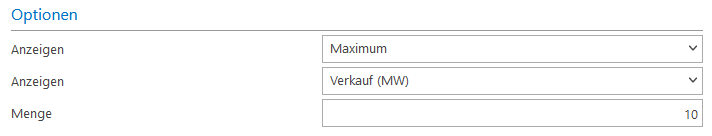 Optionen
Anzeigen Maximum
Anzeigen Verkauf (MW)
Menge 10